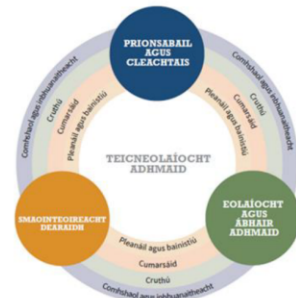 PRIONSABAIL
AGUS
CLEACHTAIS
Comhshaol agus inbhuanaitheacht
Cruthú
Cumarsáid
Pleanáil agus bainistiú
Comhshaol agus inbhuanaitheacht
Cruthú
Cumarsáid
Pleanáil agus bainistiú
TEICNEOLAÍOCHT
ADHMAID
SMAOINTEOIREACHT
DEARAIDH
EOLAÍOCHT
AGUS
ÁBHAIR
ADHMAID
Pleanáil agus bainistiú
Cumarsáid
Cruthú
Comhshaol agus inbhuanaitheacht